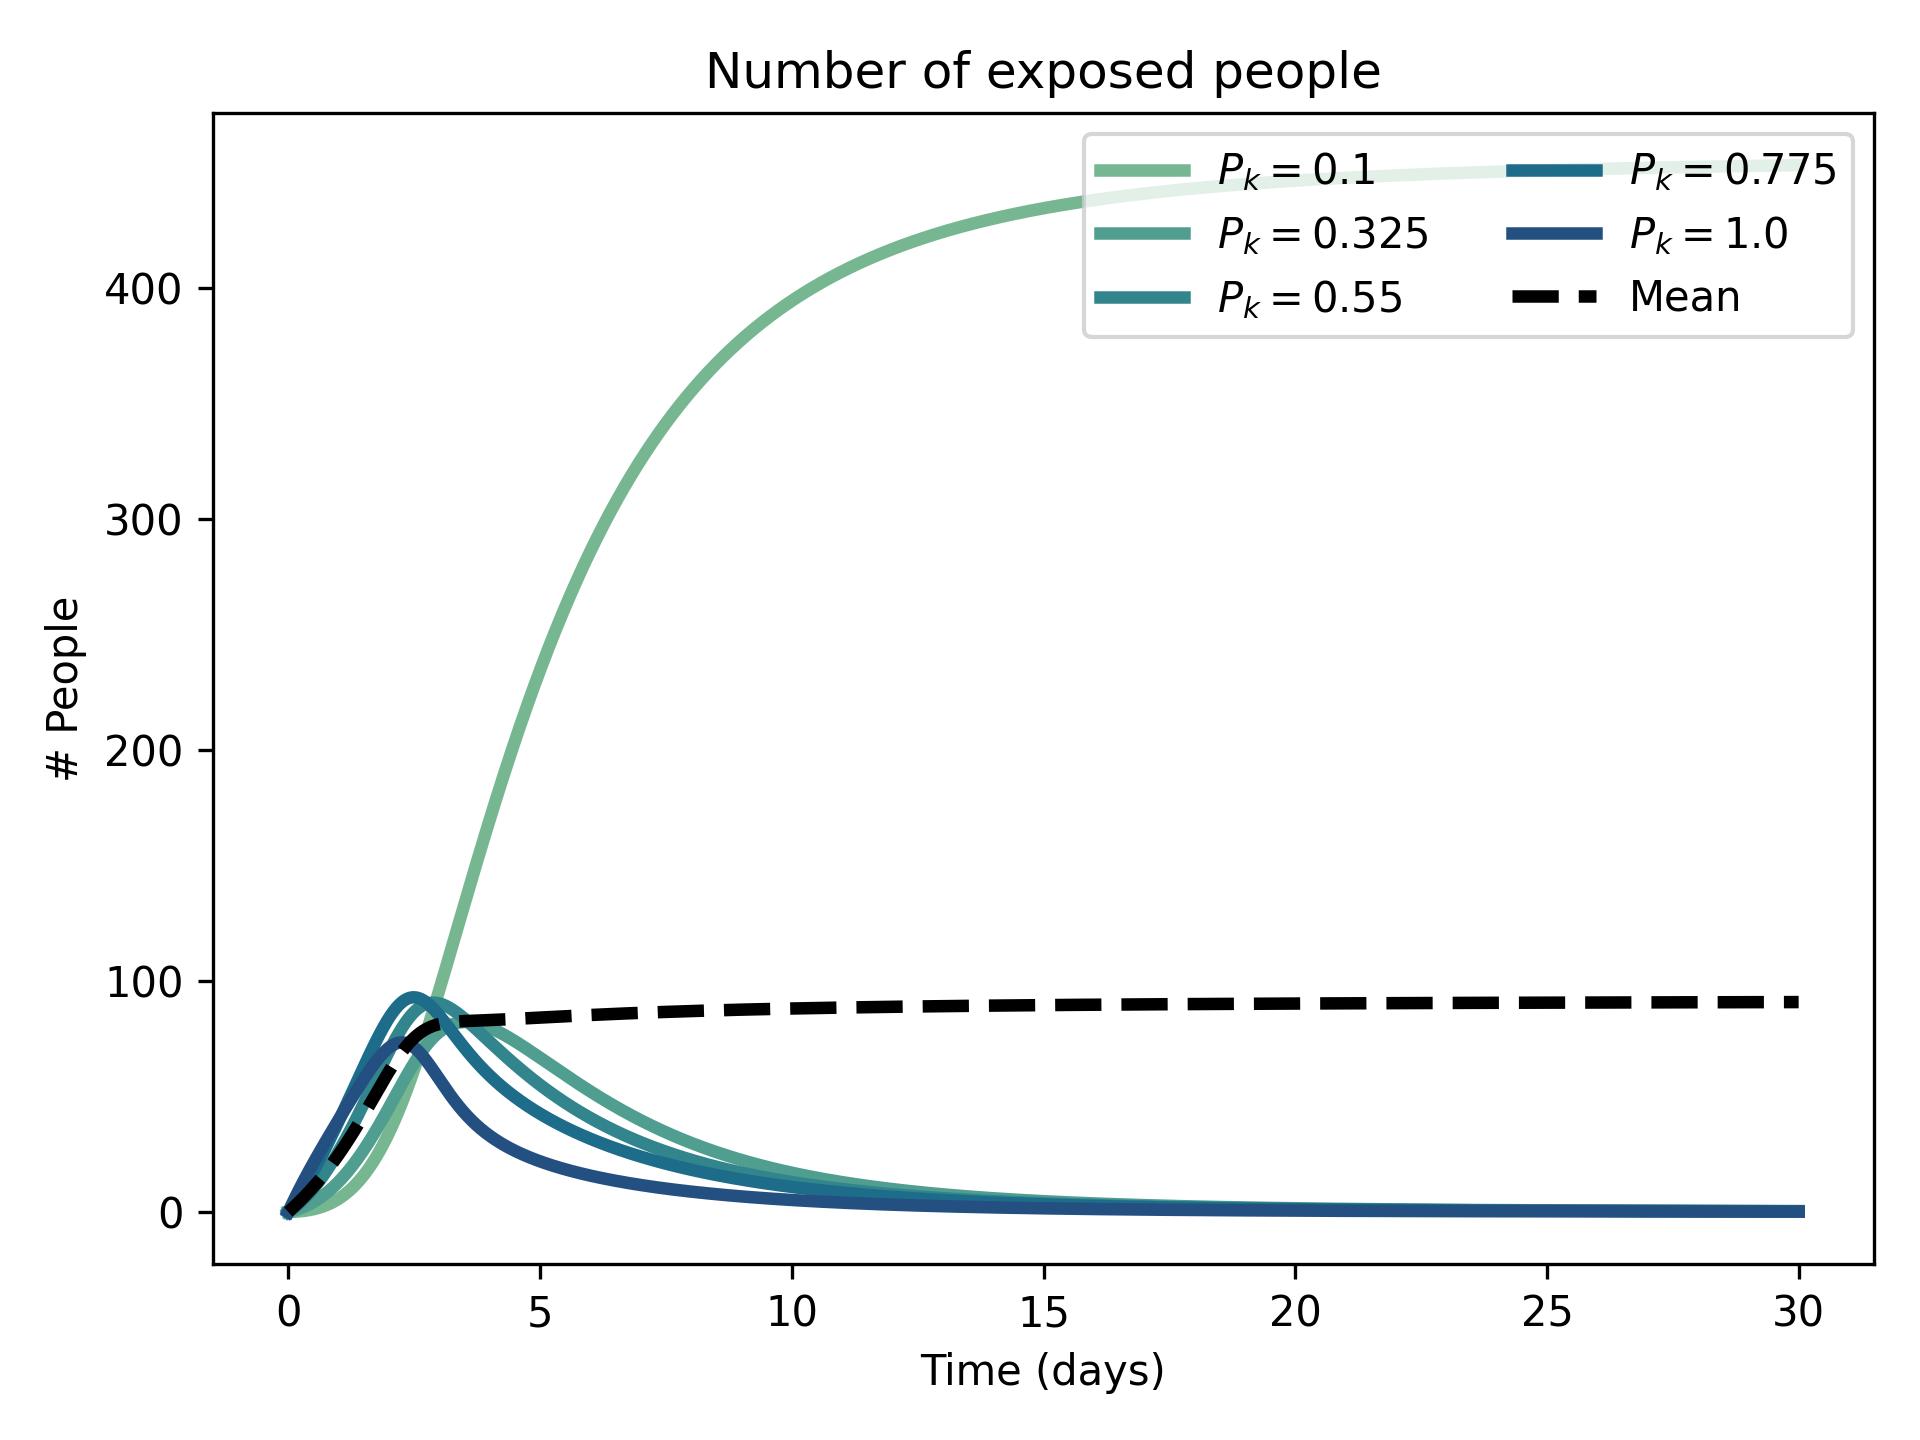 Number of exposed people
P_k = 0.1
P_k = 0.325
P_k = 0.55
P_k = 0.775
P_k = 1.0
Mean
# People
400
300
200
100
0
0 5 10 15 20 25 30
Time (days)